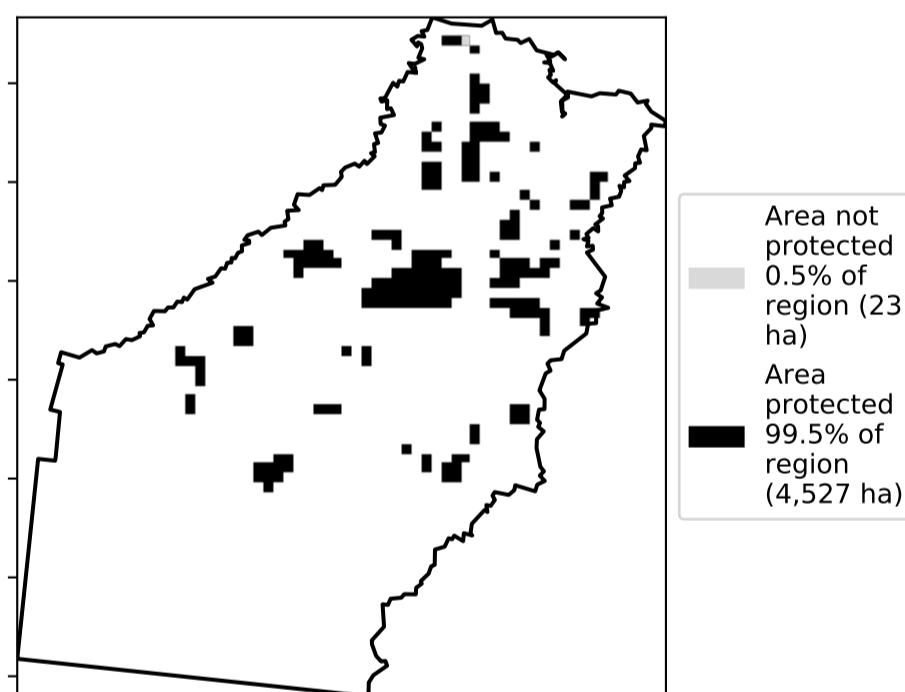 Area not
protected
0.5% of
region (23
ha)
Area
protected
99.5% of
region
(4,527 ha)